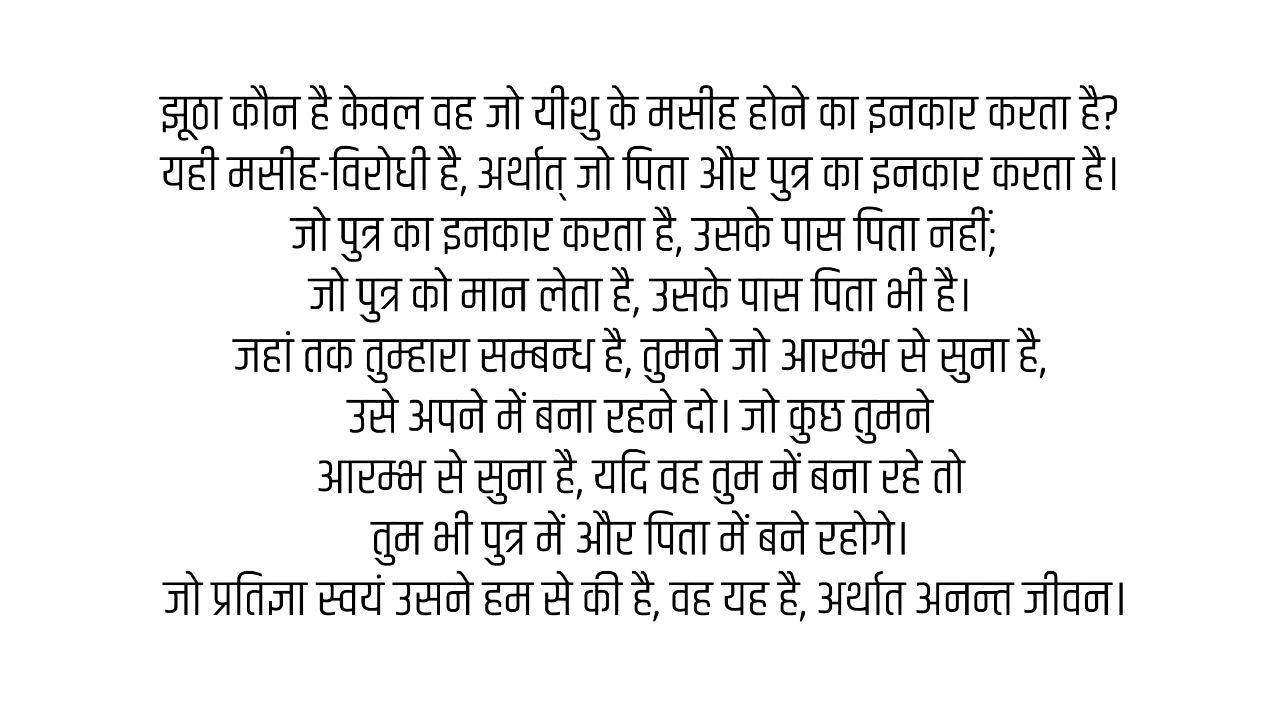 झूठा कौन है केवल वह जो यीशु के मसीह होने का इनकार करता है?
यही मसीह-विरोधी है, अर्थात् जो पिता और पुत्र का इनकार करता है।
जो पुत्र का इनकार करता है, उसके पास पिता नहीं;
जो पुत्र को मान लेता है, उसके पास पिता भी है।
जहां तक तुम्हारा सम्बन्ध है, तुमने जो आरम्भ से सुना है,
उसे अपने में बना रहने दो। जो कुछ तुमने
आरम्भ से सुना है, यदि वह तुम में बना रहे तो
तुम भी पुत्र में और पिता में बने रहोगे।
जो प्रतिज्ञा स्वयं उसने हम से की है, वह यह है, अर्थात अनन्त जीवन।